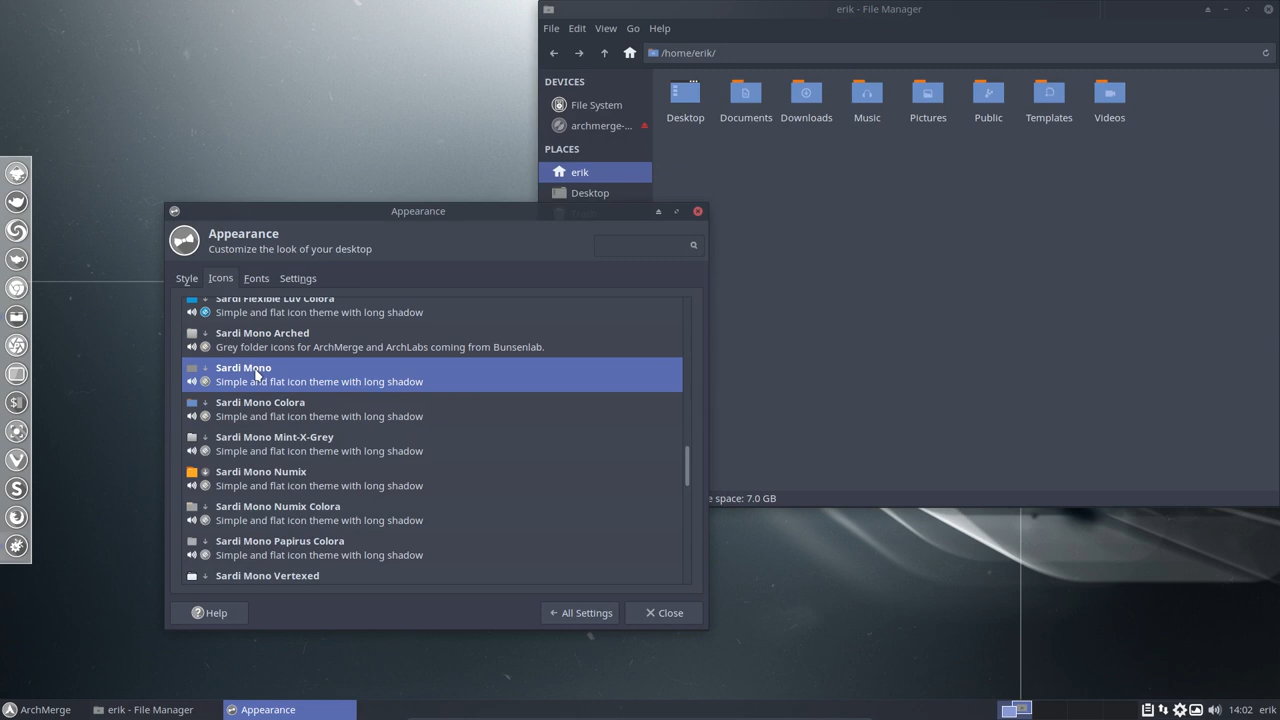 erik - File Manager
File Edit View Go Help
/home/erik/
DEVICES
File System
archmerge-...
PLACES
erik
Desktop
Desktop Documents Downloads Music Pictures Public Templates Videos
Appearance
Appearance
Customize the look of your desktop
Style Icons Fonts Settings
Sardi Flexible Luv Colora
Simple and flat icon theme with long shadow
Sardi Mono Arched
Grey folder icons for ArchMerge and ArchLabs coming from Bunsenlab.
Sardi Mono
Simple and flat icon theme with long shadow
Sardi Mono Colora
Simple and flat icon theme with long shadow
Sardi Mono Mint-X-Grey
Simple and flat icon theme with long shadow
Sardi Mono Numix
Simple and flat icon theme with long shadow
Sardi Mono Numix Colora
Simple and flat icon theme with long shadow
Sardi Mono Papirus Colora
Simple and flat icon theme with long shadow
Sardi Mono Vertexed
Help All Settings Close
e space: 7.0 GB
ArchMerge erik - File Manager Appearance 14:02 erik